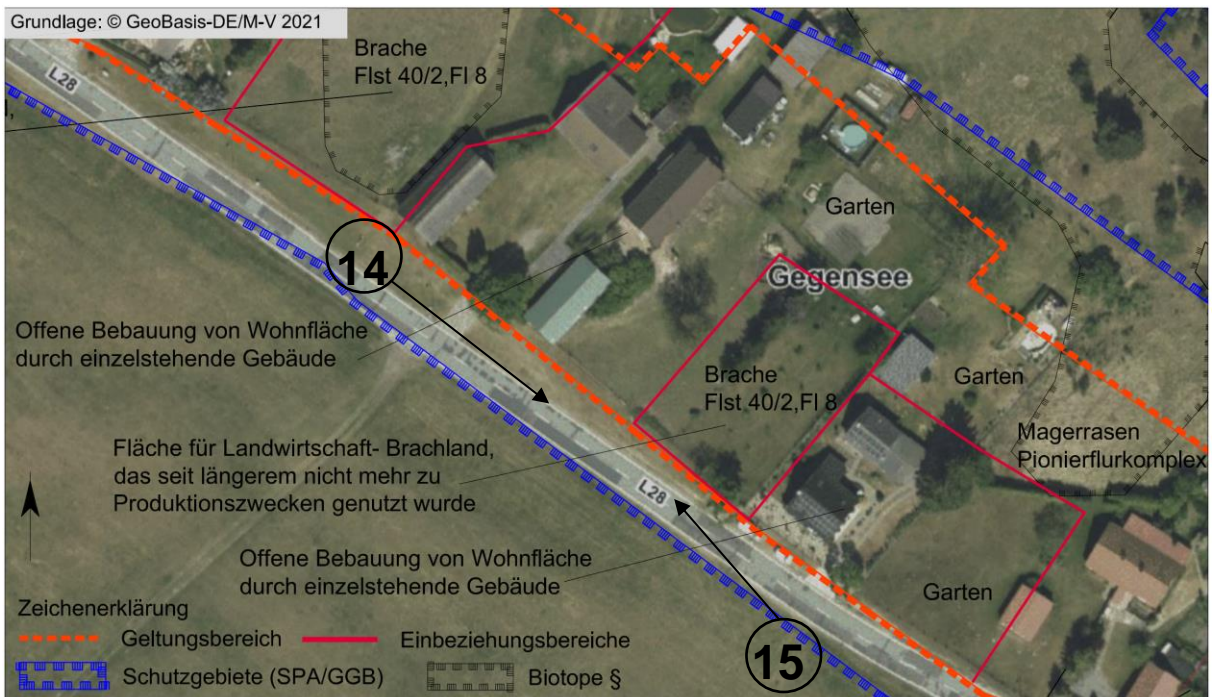 Grundlage: © GeoBasis-DE/M-V 2021
L28
Brache
Flst 40/2,Fl 8
14
Garten
Gegensee
Offene Bebauung von Wohnfläche
durch einzelstehende Gebäude
Brache
Flst 40/2,Fl 8
Garten
Magerrasen
Pionierflurkomplex
Fläche für Landwirtschaft- Brachland,
das seit längerem nicht mehr zu
Produktionszwecken genutzt wurde
L28
Offene Bebauung von Wohnfläche
durch einzelstehende Gebäude
Garten
15
Zeichenerklärung
Geltungsbereich
Einbeziehungsbereiche
Schutzgebiete (SPA/GGB)
Biotope §